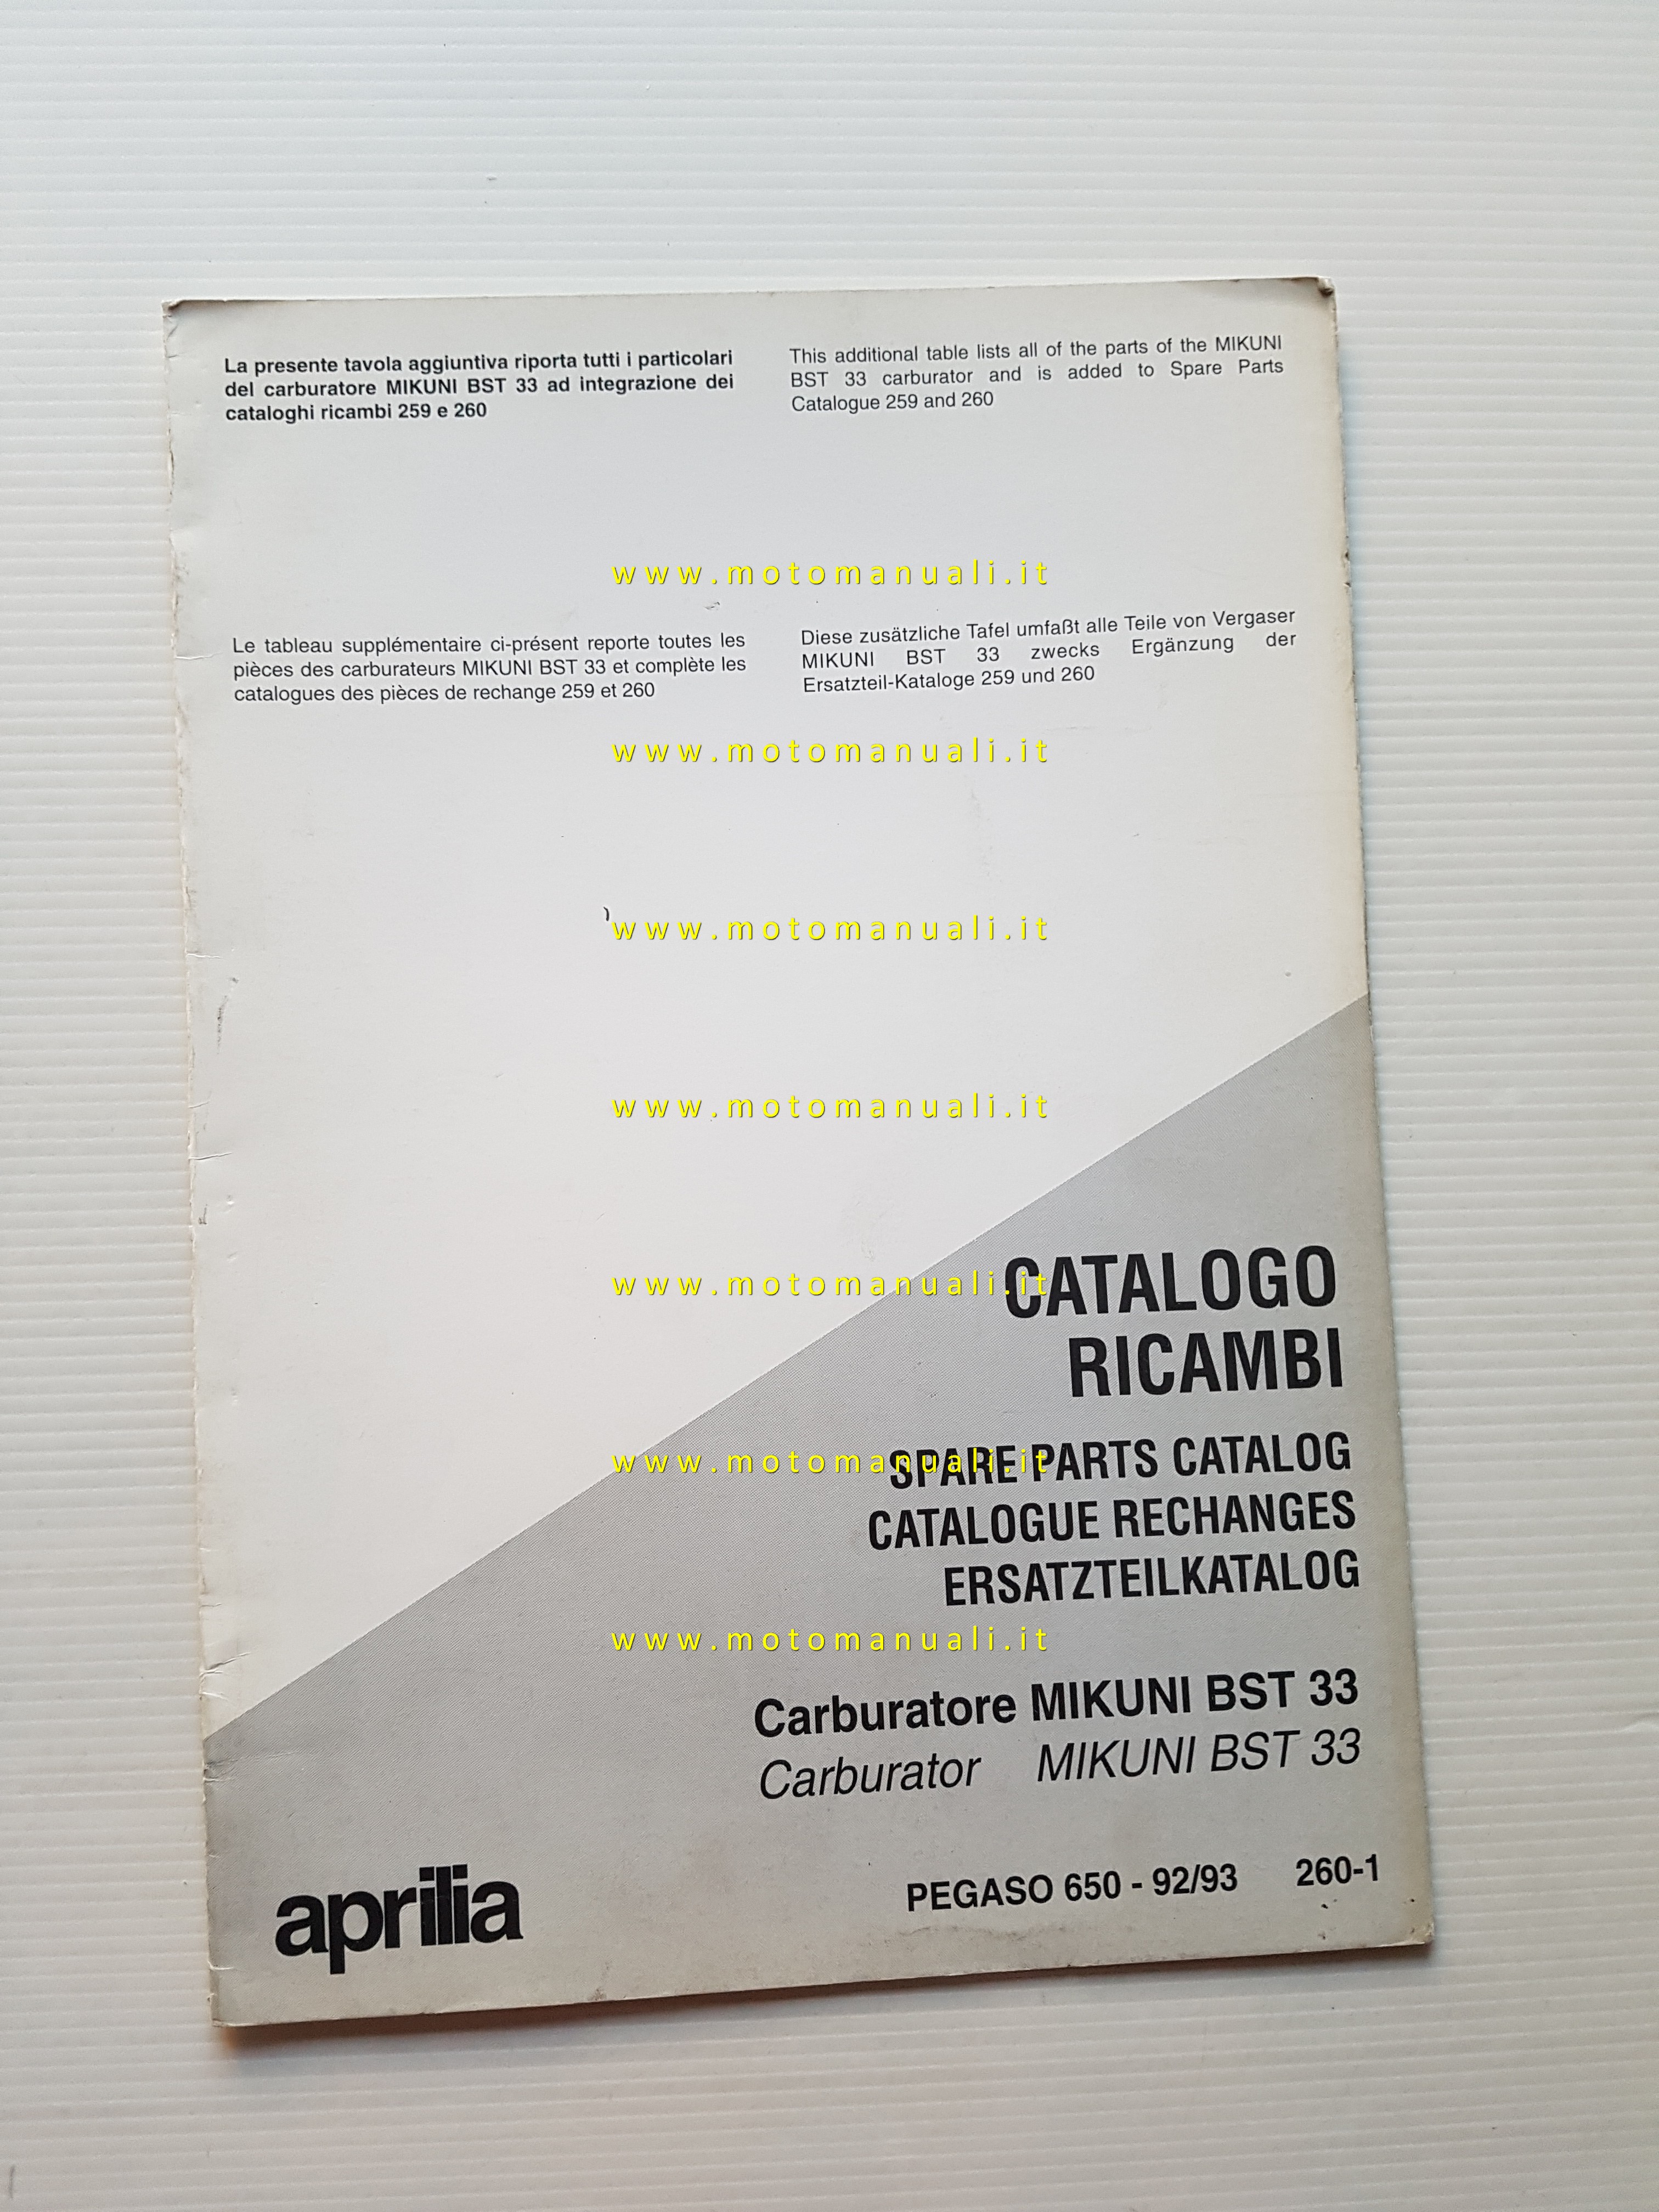 La presente tavola aggiuntiva riporta tutti i particolari
del carburatore MIKUNI BST 33 ad integrazione dei
cataloghi ricambi 259 e 260
This additional table lists all of the parts of the MIKUNI
BST 33 carburator and is added to Spare Parts
Catalogue 259 and 260
www.motomanuali.it
Le tableau supplémentaire ci-présent reporte toutes les
pièces des carburateurs MIKUNI BST 33 et complète les
catalogues des pièces de rechange 259 et 260
Diese zusätzliche Tafel umfaßt alle Teile von Vergaser
MIKUNI BST 33 zwecks Ergänzung der
Ersatzteil-Kataloge 259 und 260
www.motomanuali.it
www.motomanuali.it
www.motomanuali.it
www.motomanuali.it
CATALOGO
RICAMBI
www.motomanuali.it
SPARE PARTS CATALOG
CATALOGUE RECHANGES
ERSATZTEILKATALOG
www.motomanuali.it
Carburatore MIKUNI BST 33
Carburator MIKUNI BST 33
aprilia
PEGASO 650 - 92/93 260-1